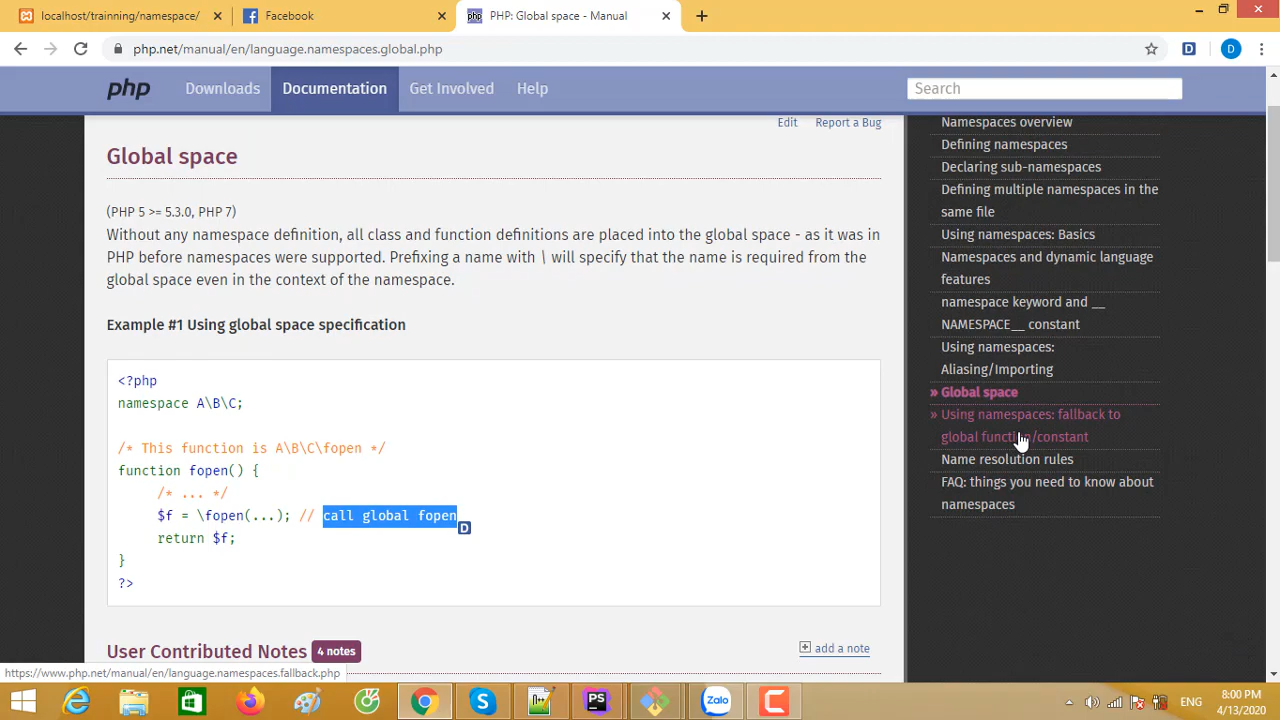 localhost/trainning/namespace/
Facebook
PHP: Global space - Manual
php.net/manual/en/language.namespaces.global.php
D
D
php
Downloads
Documentation
Get Involved
Help
Search
Edit
Report a Bug
Global space
(PHP 5 >= 5.3.0, PHP 7)
Without any namespace definition, all class and function definitions are placed into the global space - as it was in
PHP before namespaces were supported. Prefixing a name with \ will specify that the name is required from the
global space even in the context of the namespace.
Example #1 Using global space specification
<?php
namespace A\B\C;
/* This function is A\B\C\fopen */
function fopen() {
/* ... */
$f = \fopen(...); // call global fopen
D
return $f;
}
?>
User Contributed Notes 4 notes
add a note
Namespaces overview
Defining namespaces
Declaring sub-namespaces
Defining multiple namespaces in the
same file
Using namespaces: Basics
Namespaces and dynamic language
features
namespace keyword and __
NAMESPACE__ constant
Using namespaces:
Aliasing/Importing
» Global space
» Using namespaces: fallback to
global function/constant
Name resolution rules
FAQ: things you need to know about
namespaces
https://www.php.net/manual/en/language.namespaces.fallback.php
PS
Zalo
ENG
8:00 PM
4/13/2020